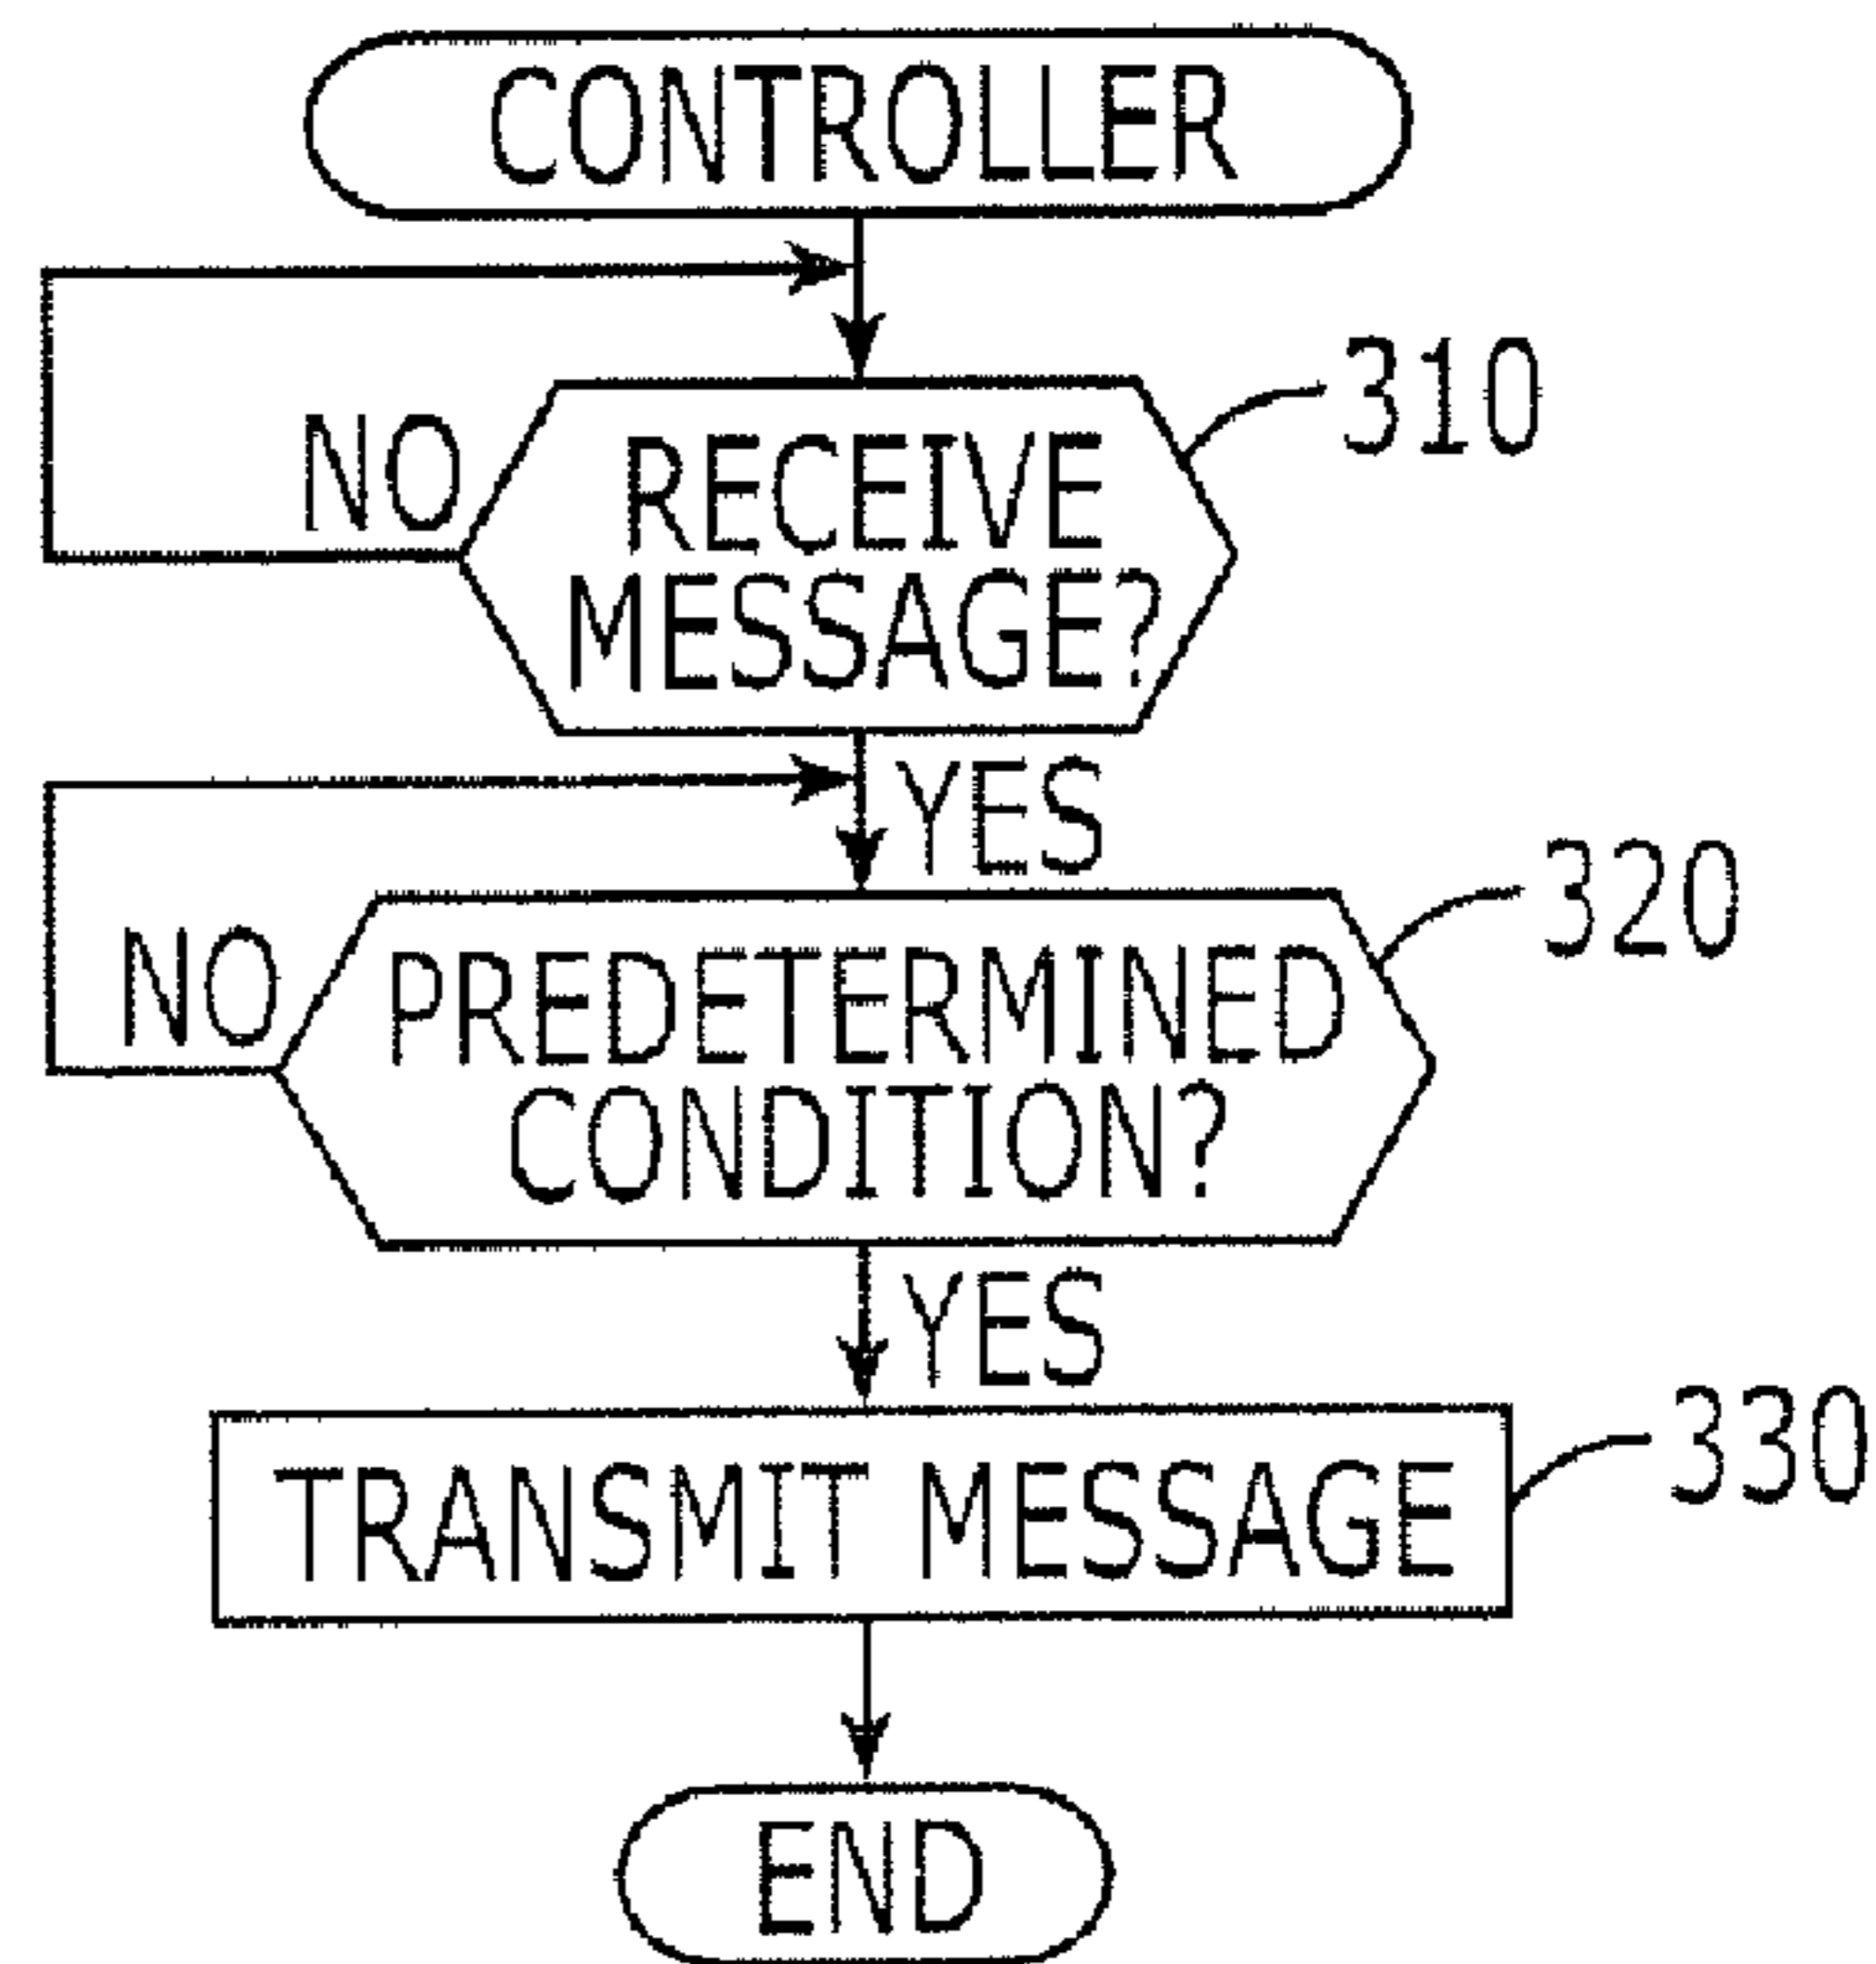 CONTROLLER
310
NO
RECEIVE
MESSAGE?
YES
320
NO
PREDETERMINED
CONDITION?
YES
330
TRANSMIT MESSAGE
END